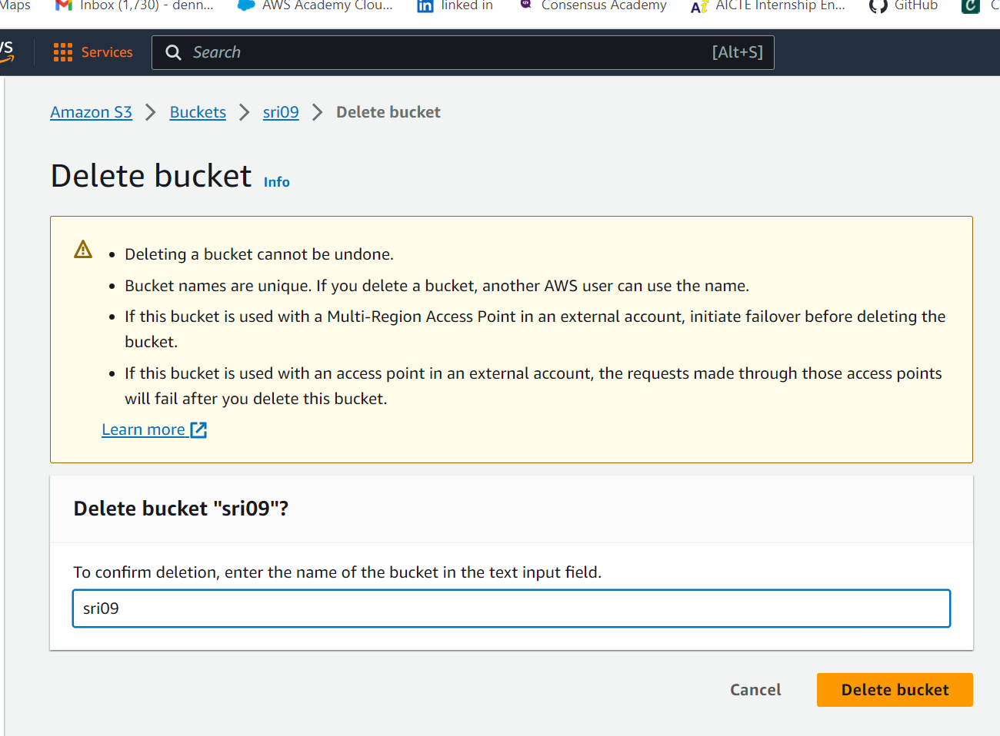 Maps Inbox (1,730) - denn... AWS Academy Clou... linked in Consensus Academy AICTE Internship En... GitHub
Services Search [Alt+S]
Amazon S3 Buckets sri09 Delete bucket
Delete bucket Info
Deleting a bucket cannot be undone.
Bucket names are unique. If you delete a bucket, another AWS user can use the name.
If this bucket is used with a Multi-Region Access Point in an external account, initiate failover before deleting the
bucket.
If this bucket is used with an access point in an external account, the requests made through those access points
will fail after you delete this bucket.
Learn more
Delete bucket "sri09"?
To confirm deletion, enter the name of the bucket in the text input field.
sri09
Cancel Delete bucket